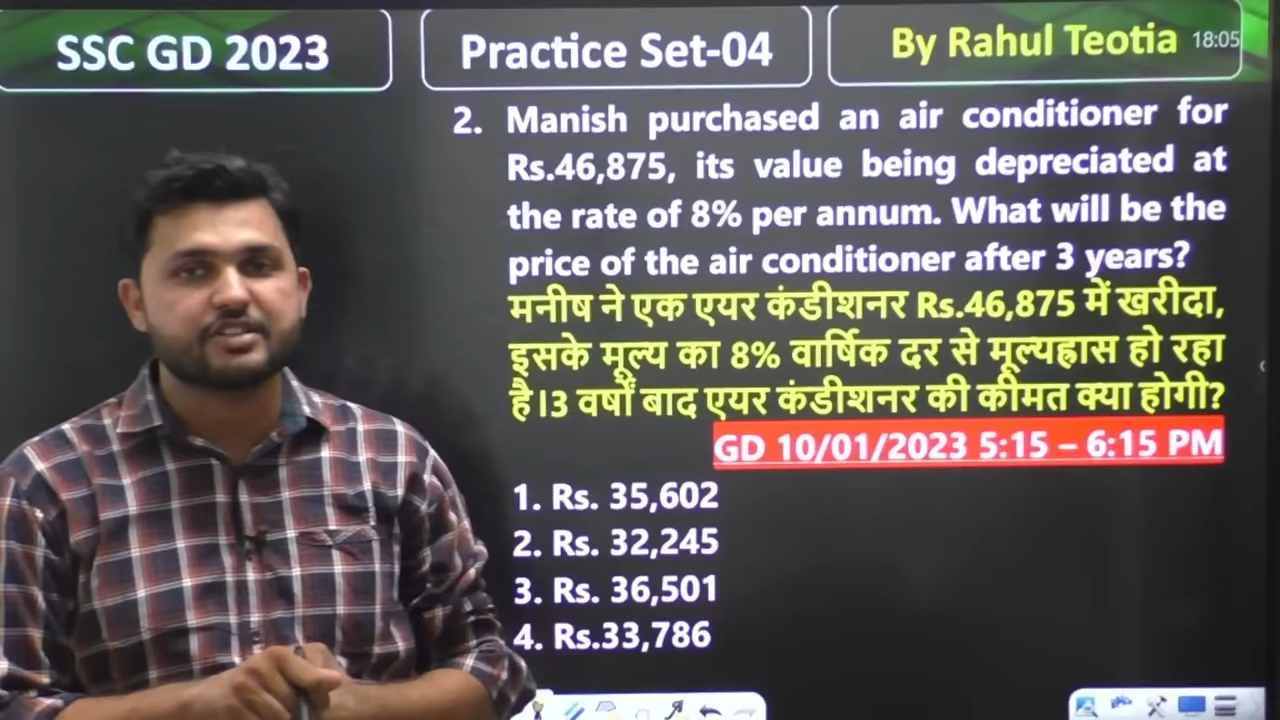 SSC GD 2023
Practice Set-04
By Rahul Teotia
18:05
2. Manish purchased an air conditioner for
Rs.46,875, its value being depreciated at
the rate of 8% per annum. What will be the
price of the air conditioner after 3 years?
मनीष ने एक एयर कंडीशनर Rs.46,875 में खरीदा,
इसके मूल्य का 8% वार्षिक दर से मूल्यह्रास हो रहा
है।3 वर्षों बाद एयर कंडीशनर की कीमत क्या होगी?
GD 10/01/2023 5:15 – 6:15 PM
1. Rs. 35,602
2. Rs. 32,245
3. Rs. 36,501
4. Rs.33,786